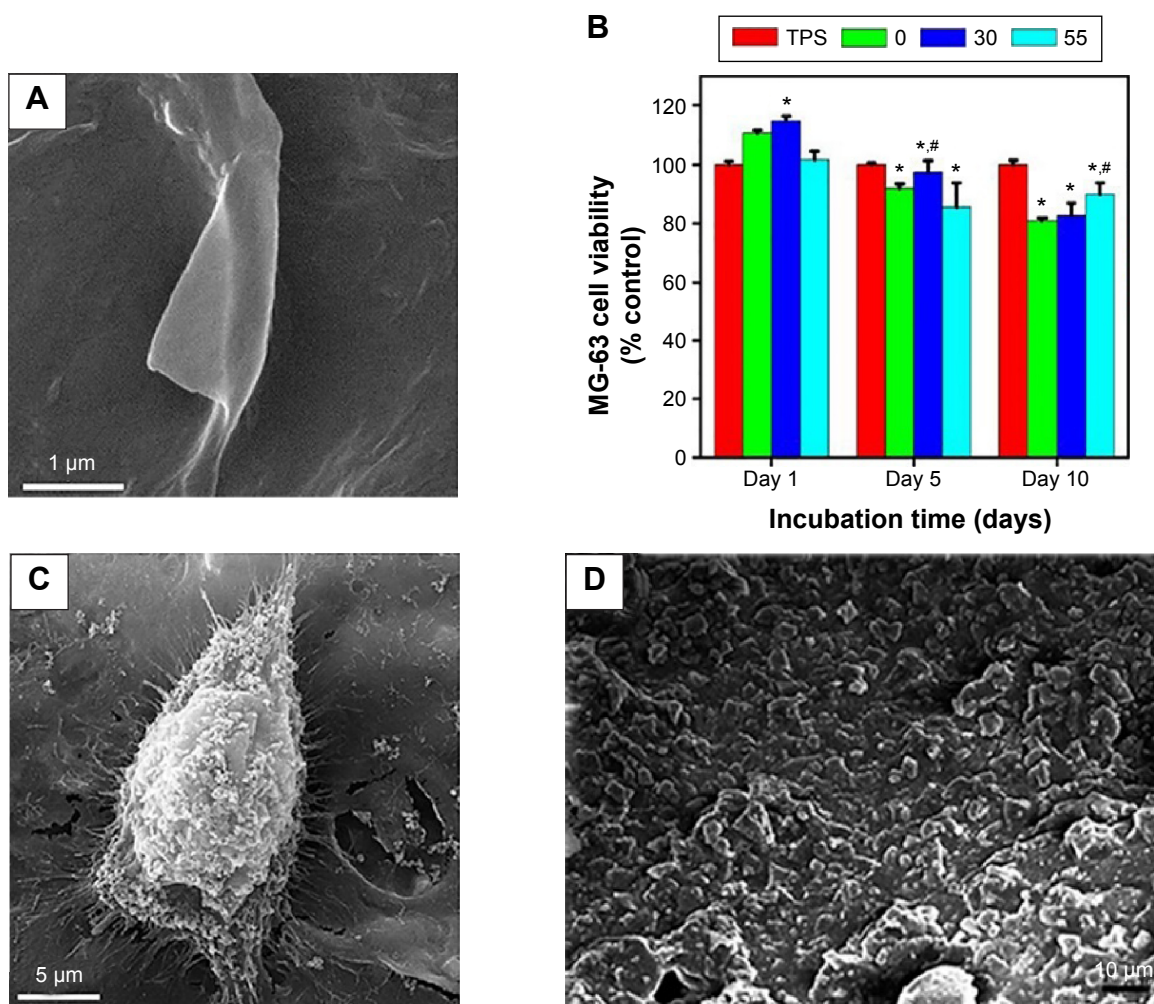 A
1 µm
B
TPS 0 30 55
MG-63 cell viability
(% control)
120
100
80
60
40
20
0
*
* *,# *
* * *,#
Day 1 Day 5 Day 10
Incubation time (days)
C
5 µm
D
10 µm